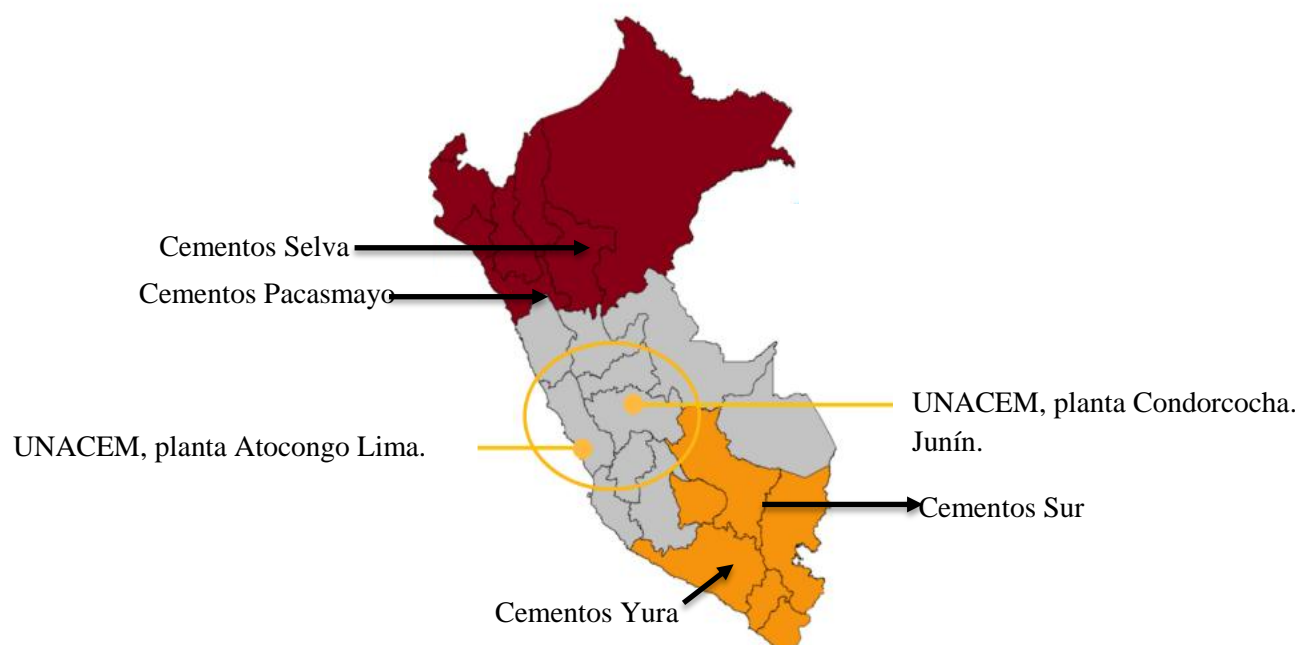 Cementos Selva
Cementos Pacasmayo
UNACEM, planta Condorcocha.
Junín.
UNACEM, planta Atocongo Lima.
Cementos Sur
Cementos Yura